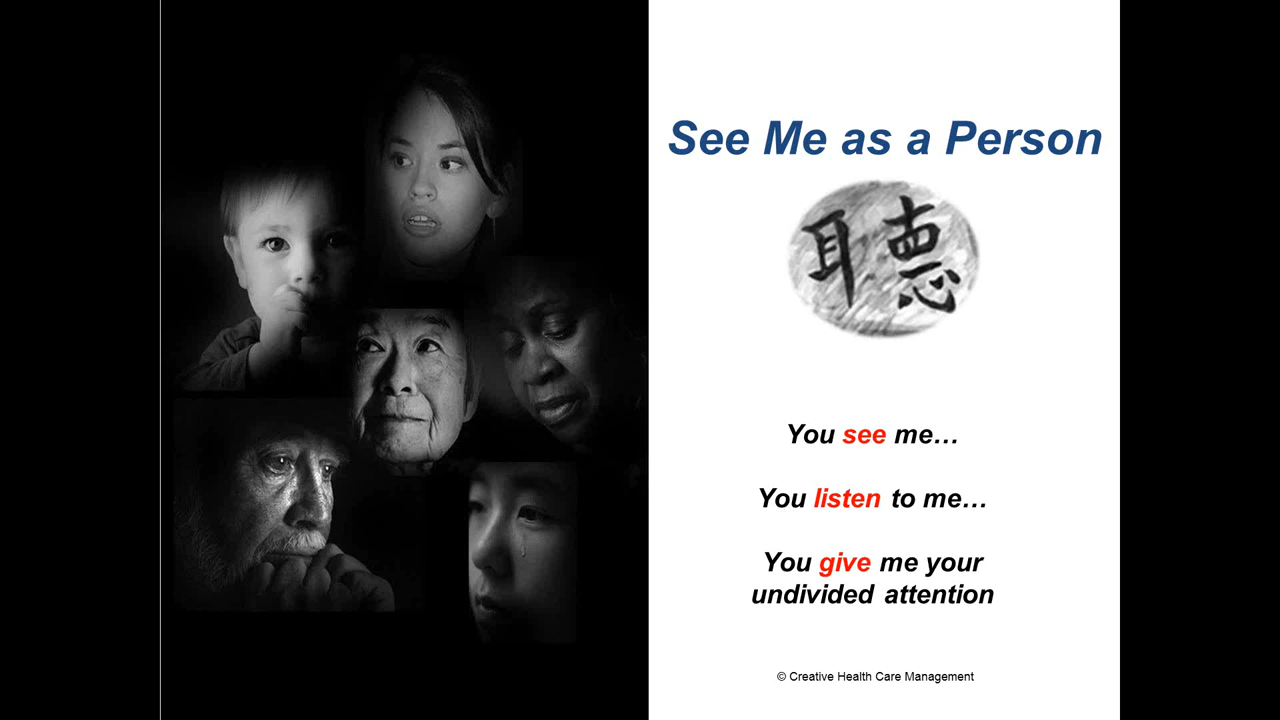 See Me as a Person
聽
You see me…
You listen to me…
You give me your
undivided attention
© Creative Health Care Management